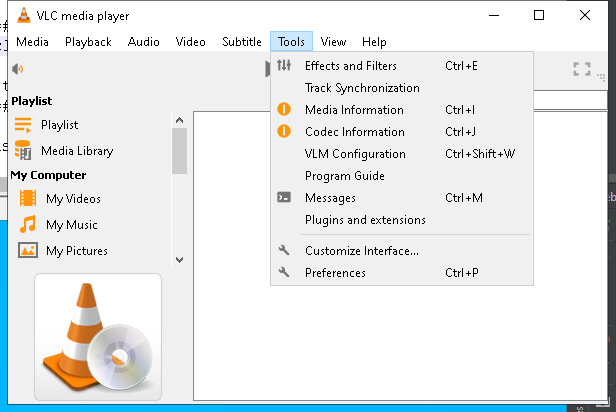 VLC media player
Media Playback Audio Video Subtitle Tools View Help
Effects and Filters Ctrl+E
Track Synchronization
Media Information Ctrl+I
Codec Information Ctrl+J
VLM Configuration Ctrl+Shift+W
Program Guide
Messages Ctrl+M
Plugins and extensions
Customize Interface...
Preferences Ctrl+P
Playlist
Playlist
Media Library
My Computer
My Videos
My Music
My Pictures